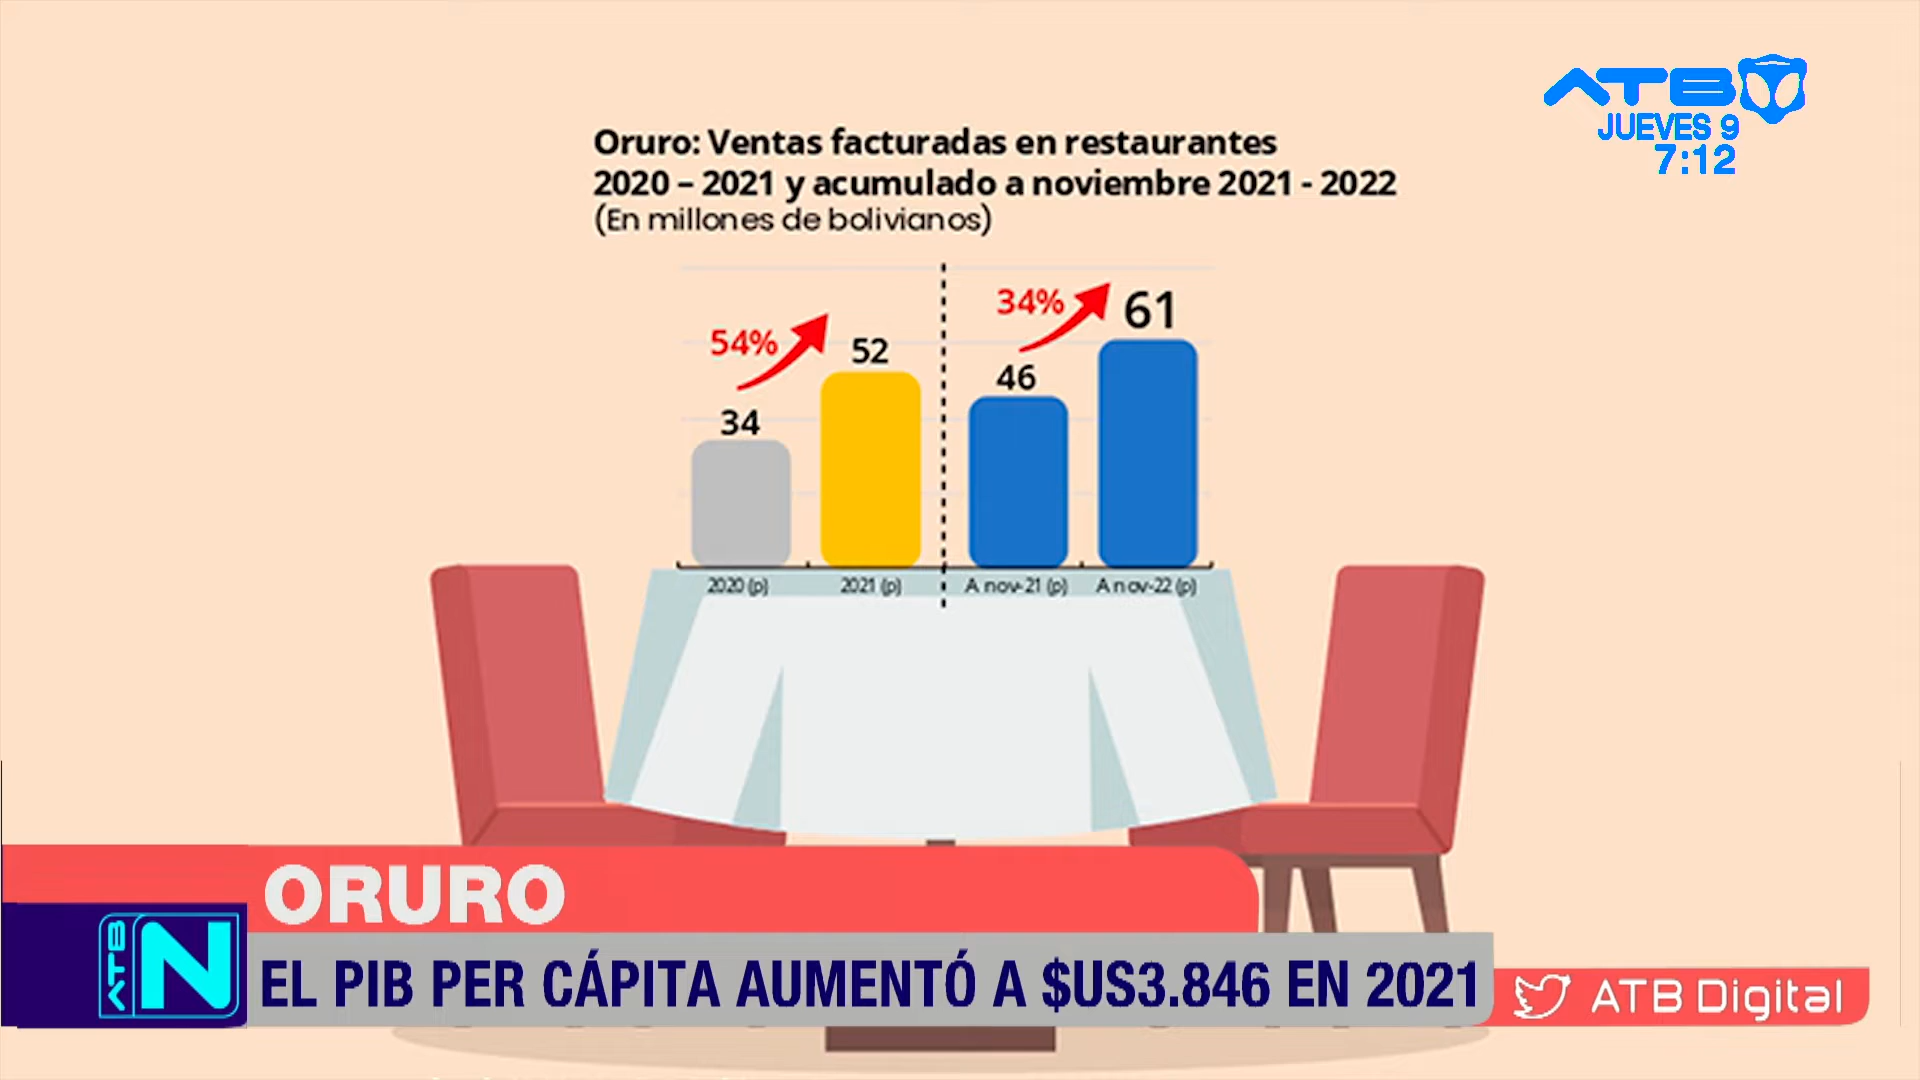 ATB
JUEVES 9
7:12
Oruro: Ventas facturadas en restaurantes
2020 – 2021 y acumulado a noviembre 2021 - 2022
(En millones de bolivianos)
54%
34%
34
52
46
61
2020 (p)
2021 (p)
A nov-21 (p)
A nov-22 (p)
ORURO
ATB N
EL PIB PER CÁPITA AUMENTÓ A $US3.846 EN 2021
ATB Digital